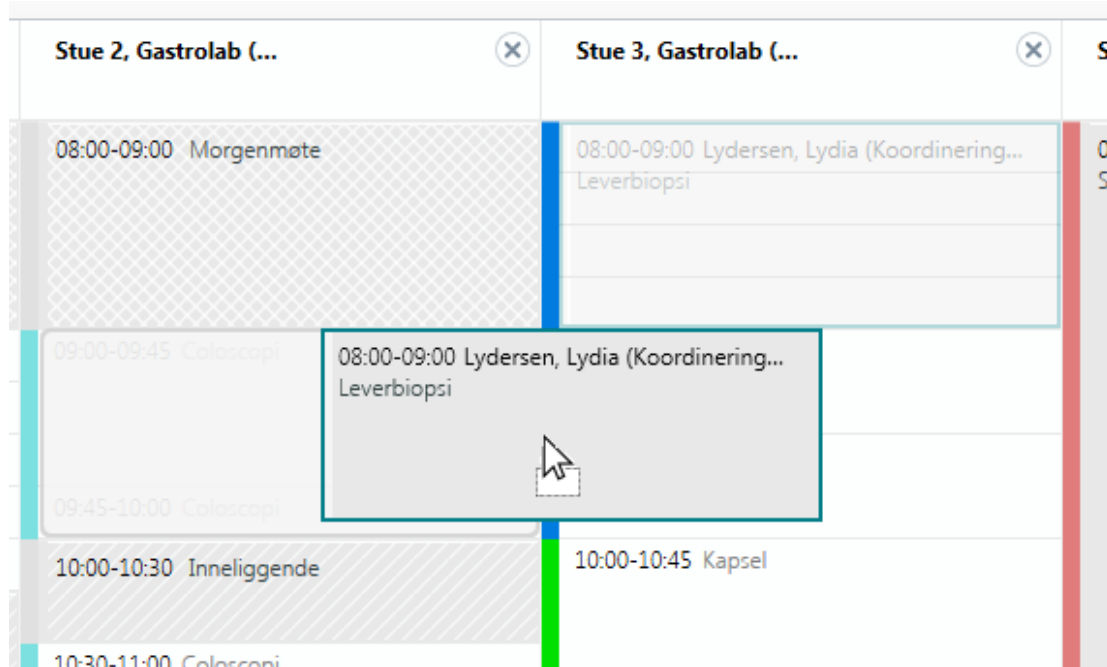 Stue 2, Gastrolab (...
Stue 3, Gastrolab (...
S
08:00-09:00 Morgenmøte
08:00-09:00 Lydersen, Lydia (Koordinering...
Leverbiopsi
0
S
09:00-09:45 Coloscopi
08:00-09:00 Lydersen, Lydia (Koordinering...
Leverbiopsi
09:45-10:00 Coloscopi
10:00-10:30 Inneliggende
10:00-10:45 Kapsel
10:30-11:00 Coloscopi